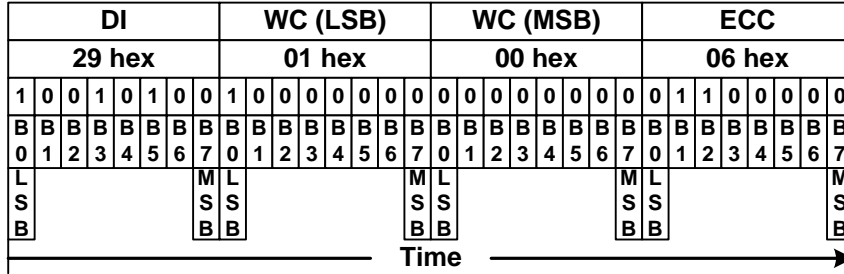 DI WC (LSB) WC (MSB) ECC
29 hex 01 hex 00 hex 06 hex
1 0 0 1 0 1 0 0 1 0 0 0 0 0 0 0 0 0 0 0 0 0 0 0 0 1 1 0 0 0 0 0
B B B B B B B B B B B B B B B B B B B B B B B B B B B B B B B B
0 1 2 3 4 5 6 7 0 1 2 3 4 5 6 7 0 1 2 3 4 5 6 7 0 1 2 3 4 5 6 7
L M L M L M L M
S S S S S S S S
B B B B B B B B
Time